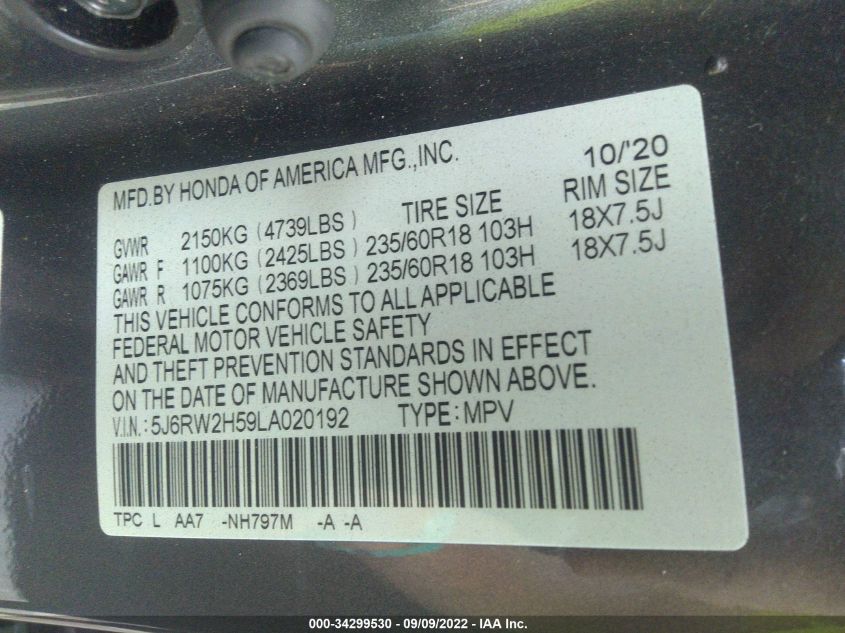 MFD.BY HONDA OF AMERICA MFG.,INC. 10/'20
GVWR 2150KG (4739LBS) TIRE SIZE RIM SIZE
GAWR F 1100KG (2425LBS) 235/60R18 103H 18X7.5J
GAWR R 1075KG (2369LBS) 235/60R18 103H 18X7.5J
THIS VEHICLE CONFORMS TO ALL APPLICABLE
FEDERAL MOTOR VEHICLE SAFETY
AND THEFT PREVENTION STANDARDS IN EFFECT
ON THE DATE OF MANUFACTURE SHOWN ABOVE.
V.I.N.: 5J6RW2H59LA020192 TYPE: MPV
TPC L AA7 -NH797M -A -A
000-34299530 - 09/09/2022 - IAA Inc.